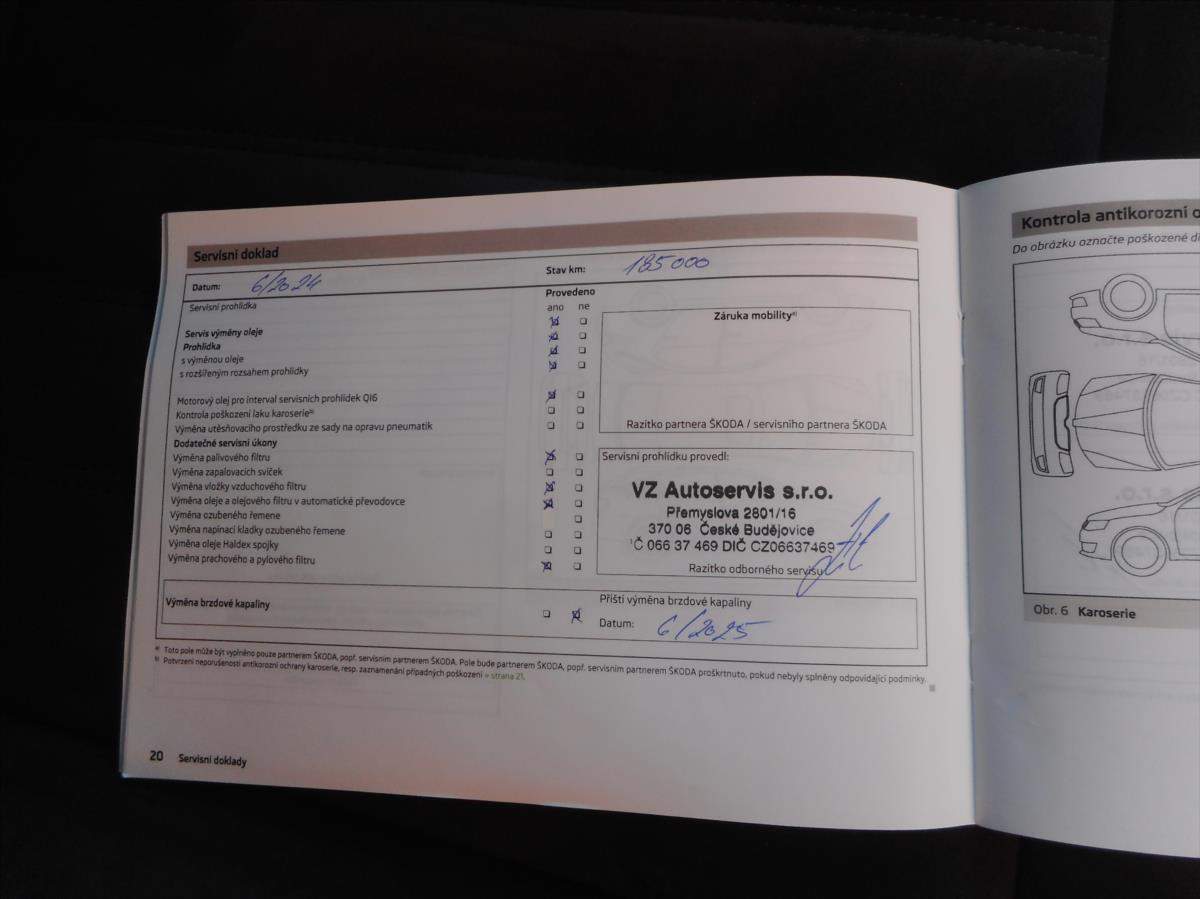 Servisní doklad
Datum: 6/2024
Stav km: 185 000
Servisní prohlídka
Provedeno
ano ne
Servis výměny oleje
Prohlídka
s výměnou oleje
s rozšířeným rozsahem prohlídky
Motorový olej pro interval servisních prohlídek QI6
Kontrola poškození laku karoserie b)
Výměna utěsňovacího prostředku ze sady na opravu pneumatik
Dodatečné servisní úkony
Výměna palivového filtru
Výměna zapalovacích svíček
Výměna vložky vzduchového filtru
Výměna oleje a olejového filtru v automatické převodovce
Výměna ozubeného řemene
Výměna napínací kladky ozubeného řemene
Výměna oleje Haldex spojky
Výměna prachového a pylového filtru
Záruka mobility a)
Razítko partnera ŠKODA / servisního partnera ŠKODA
Servisní prohlídku provedl:
VZ Autoservis s.r.o.
Přemyslova 2801/16
370 06 České Budějovice
IČ 066 37 469 DIČ CZ06637469
Razítko odborného servisu
Výměna brzdové kapaliny
Příští výměna brzdové kapaliny
Datum: 6/2025
a) Toto pole může být vyplněno pouze partnerem ŠKODA, popř. servisním partnerem ŠKODA. Pole bude partnerem ŠKODA, popř. servisním partnerem ŠKODA proškrtnuto, pokud nebyly splněny odpovídající podmínky.
b) Potvrzení neporušenosti antikorozní ochrany karoserie, resp. zaznamenání případných poškození » strana 21.
20 Servisní doklady
Kontrola antikorozní o
Do obrázku označte poškozené dí
Obr. 6 Karoserie